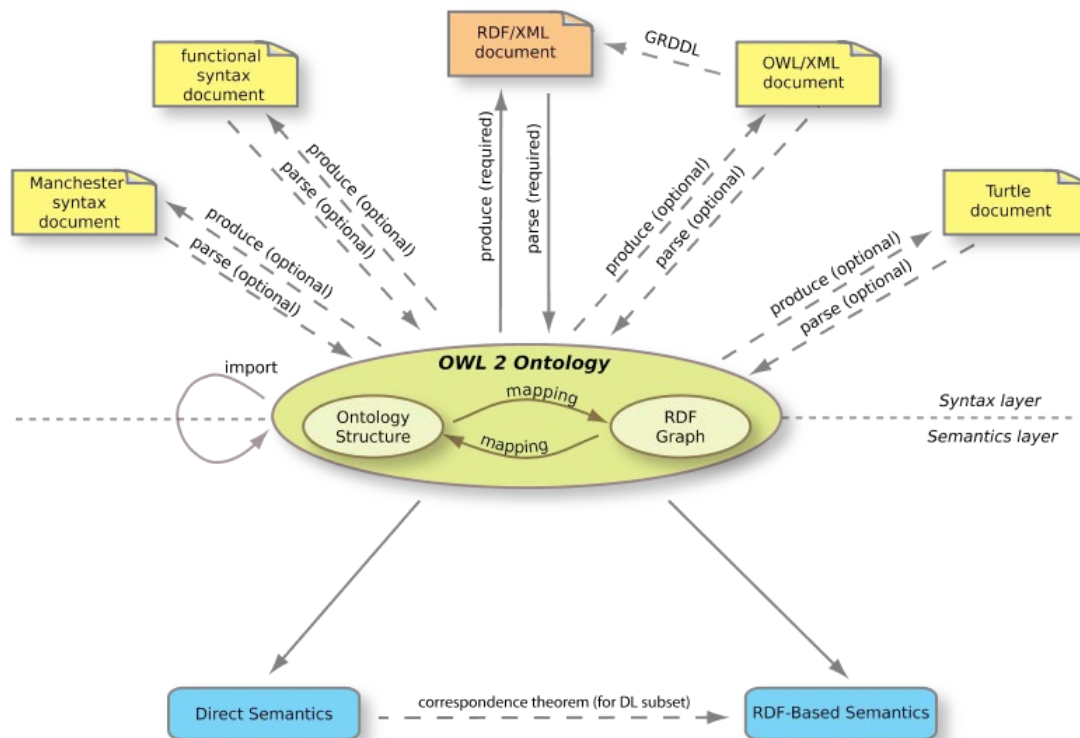 RDF/XML
document
GRDDL
functional
syntax
document
OWL/XML
document
Manchester
syntax
document
Turtle
document
produce (optional)
parse (optional)
produce (optional)
parse (optional)
produce (required)
parse (required)
produce (optional)
parse (optional)
produce (optional)
parse (optional)
OWL 2 Ontology
import
mapping
Ontology
Structure
RDF
Graph
mapping
Syntax layer
Semantics layer
Direct Semantics
correspondence theorem (for DL subset)
RDF-Based Semantics